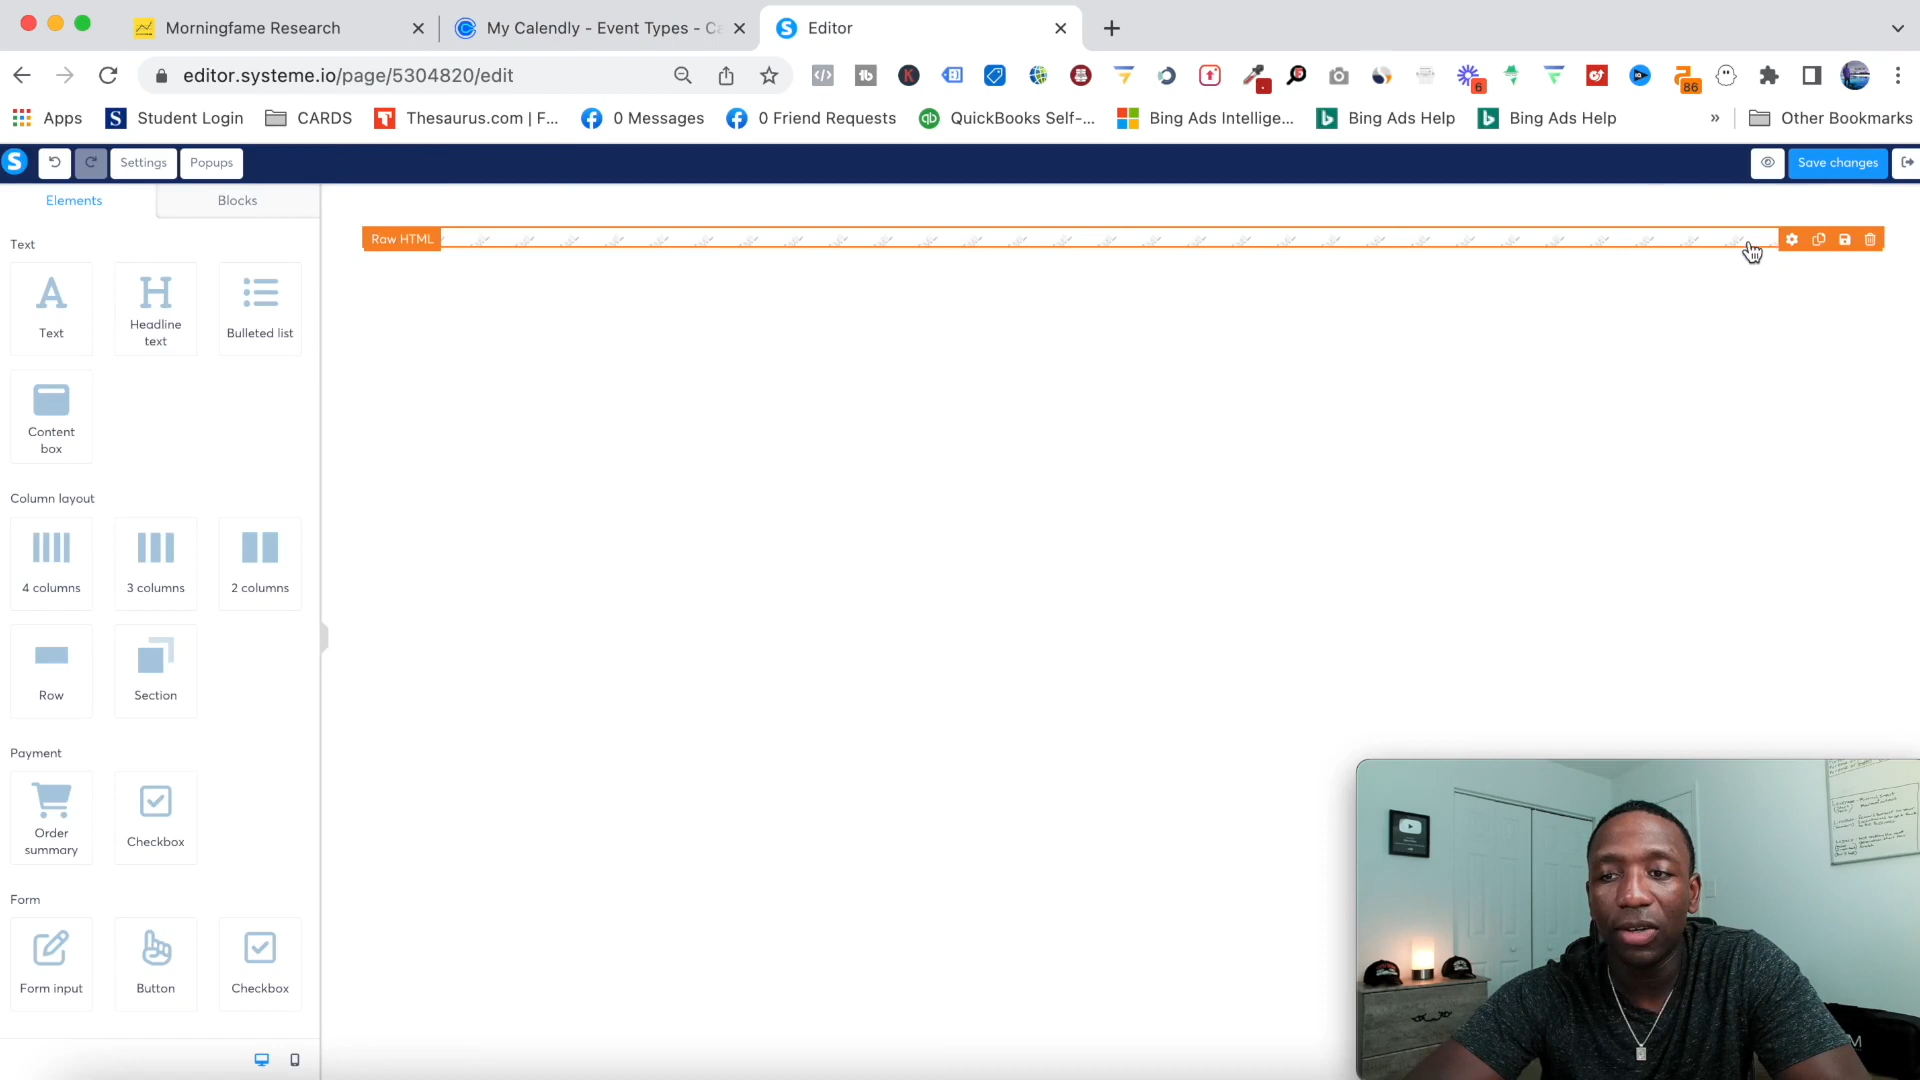 Morningfame Research
My Calendly - Event Types - Ca
Editor
editor.systeme.io/page/5304820/edit
6
86
Apps
Student Login
CARDS
Thesaurus.com | F...
0 Messages
0 Friend Requests
QuickBooks Self-...
Bing Ads Intellige...
Bing Ads Help
Bing Ads Help
»
Other Bookmarks
Settings
Popups
Save changes
Elements
Blocks
Raw HTML
Text
Text
Headline
text
Bulleted list
Content
box
Column layout
4 columns
3 columns
2 columns
Row
Section
Payment
Order
summary
Checkbox
Form
Form input
Button
Checkbox